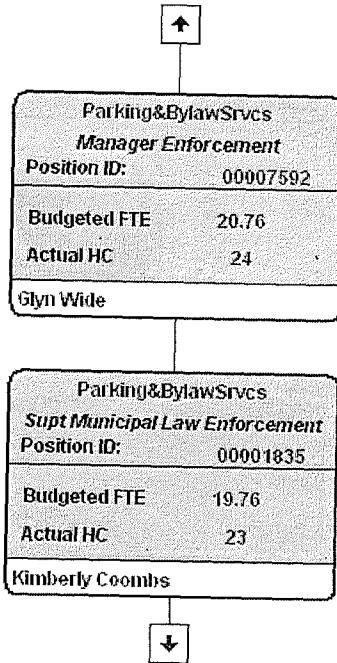 Parking&BylawSrvcs
Manager Enforcement
Position ID: 00007592
Budgeted FTE 20.76
Actual HC 24
Glyn Wide
Parking&BylawSrvcs
Supt Municipal Law Enforcement
Position ID: 00001835
Budgeted FTE 19.76
Actual HC 23
Kimberly Coombs